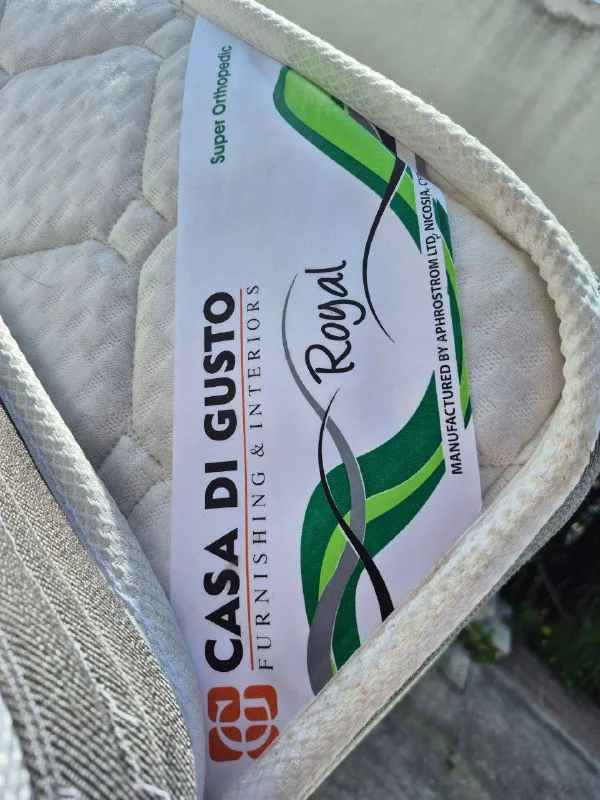 CASA DI GUSTO
FURNISHING & INTERIORS
Super Orthopedic
Royal
MANUFACTURED BY APHROSTROM LTD, NICOSIA,